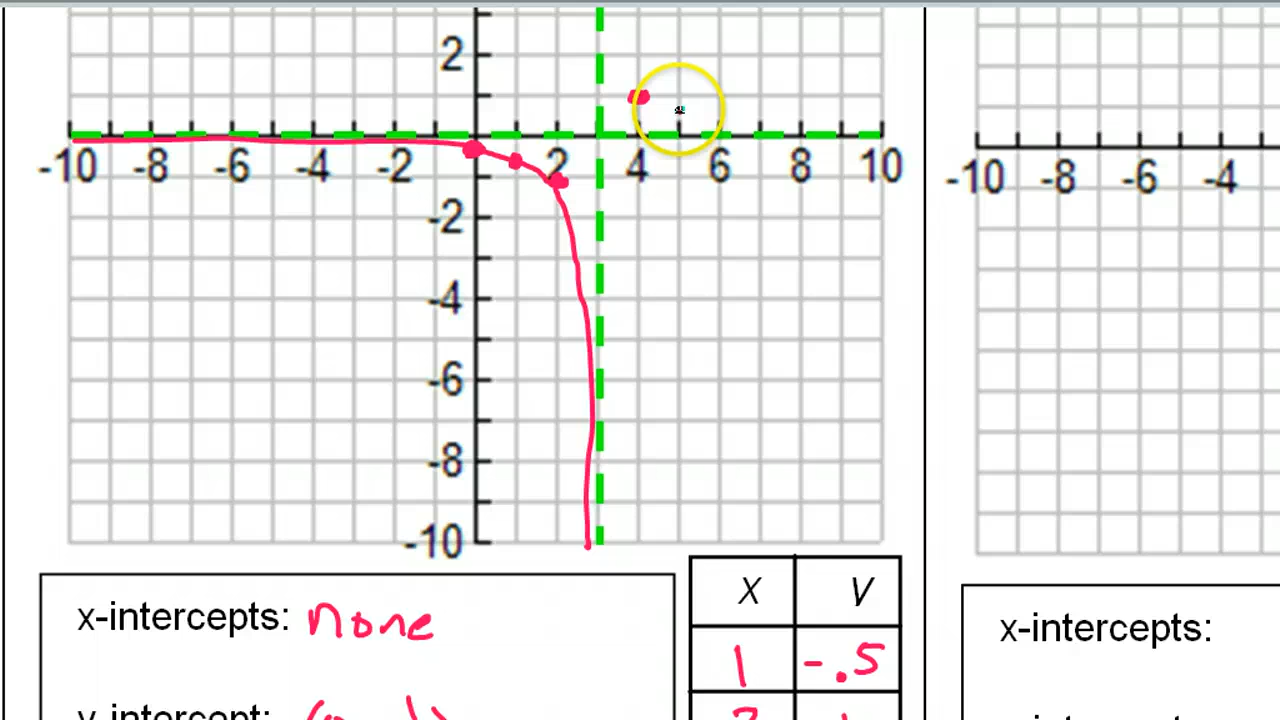 2
-10 -8 -6 -4 -2 2 4 6 8 10
-2
-4
-6
-8
-10
-10 -8 -6 -4
x-intercepts: none
x y
1 -.5
x-intercepts:
y-intercept: